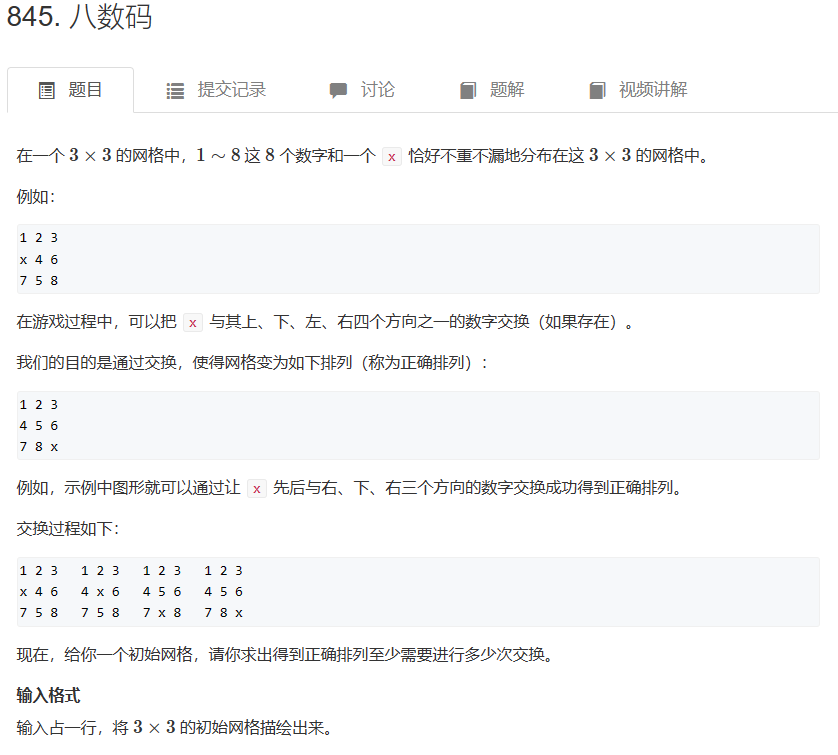 845. 八数码
题目 提交记录 讨论 题解 视频讲解
在一个 3 × 3 的网格中，1 ∼ 8 这 8 个数字和一个 x 恰好不重不漏地分布在这 3 × 3 的网格中。
例如：
1 2 3
x 4 6
7 5 8
在游戏过程中，可以把 x 与其上、下、左、右四个方向之一的数字交换（如果存在）。
我们的目的是通过交换，使得网格变为如下排列（称为正确排列）：
1 2 3
4 5 6
7 8 x
例如，示例中图形就可以通过让 x 先后与右、下、右三个方向的数字交换成功得到正确排列。
交换过程如下：
1 2 3   1 2 3   1 2 3   1 2 3
x 4 6   4 x 6   4 5 6   4 5 6
7 5 8   7 5 8   7 x 8   7 8 x
现在，给你一个初始网格，请你求出得到正确排列至少需要进行多少次交换。
输入格式
输入占一行，将 3 × 3 的初始网格描绘出来。